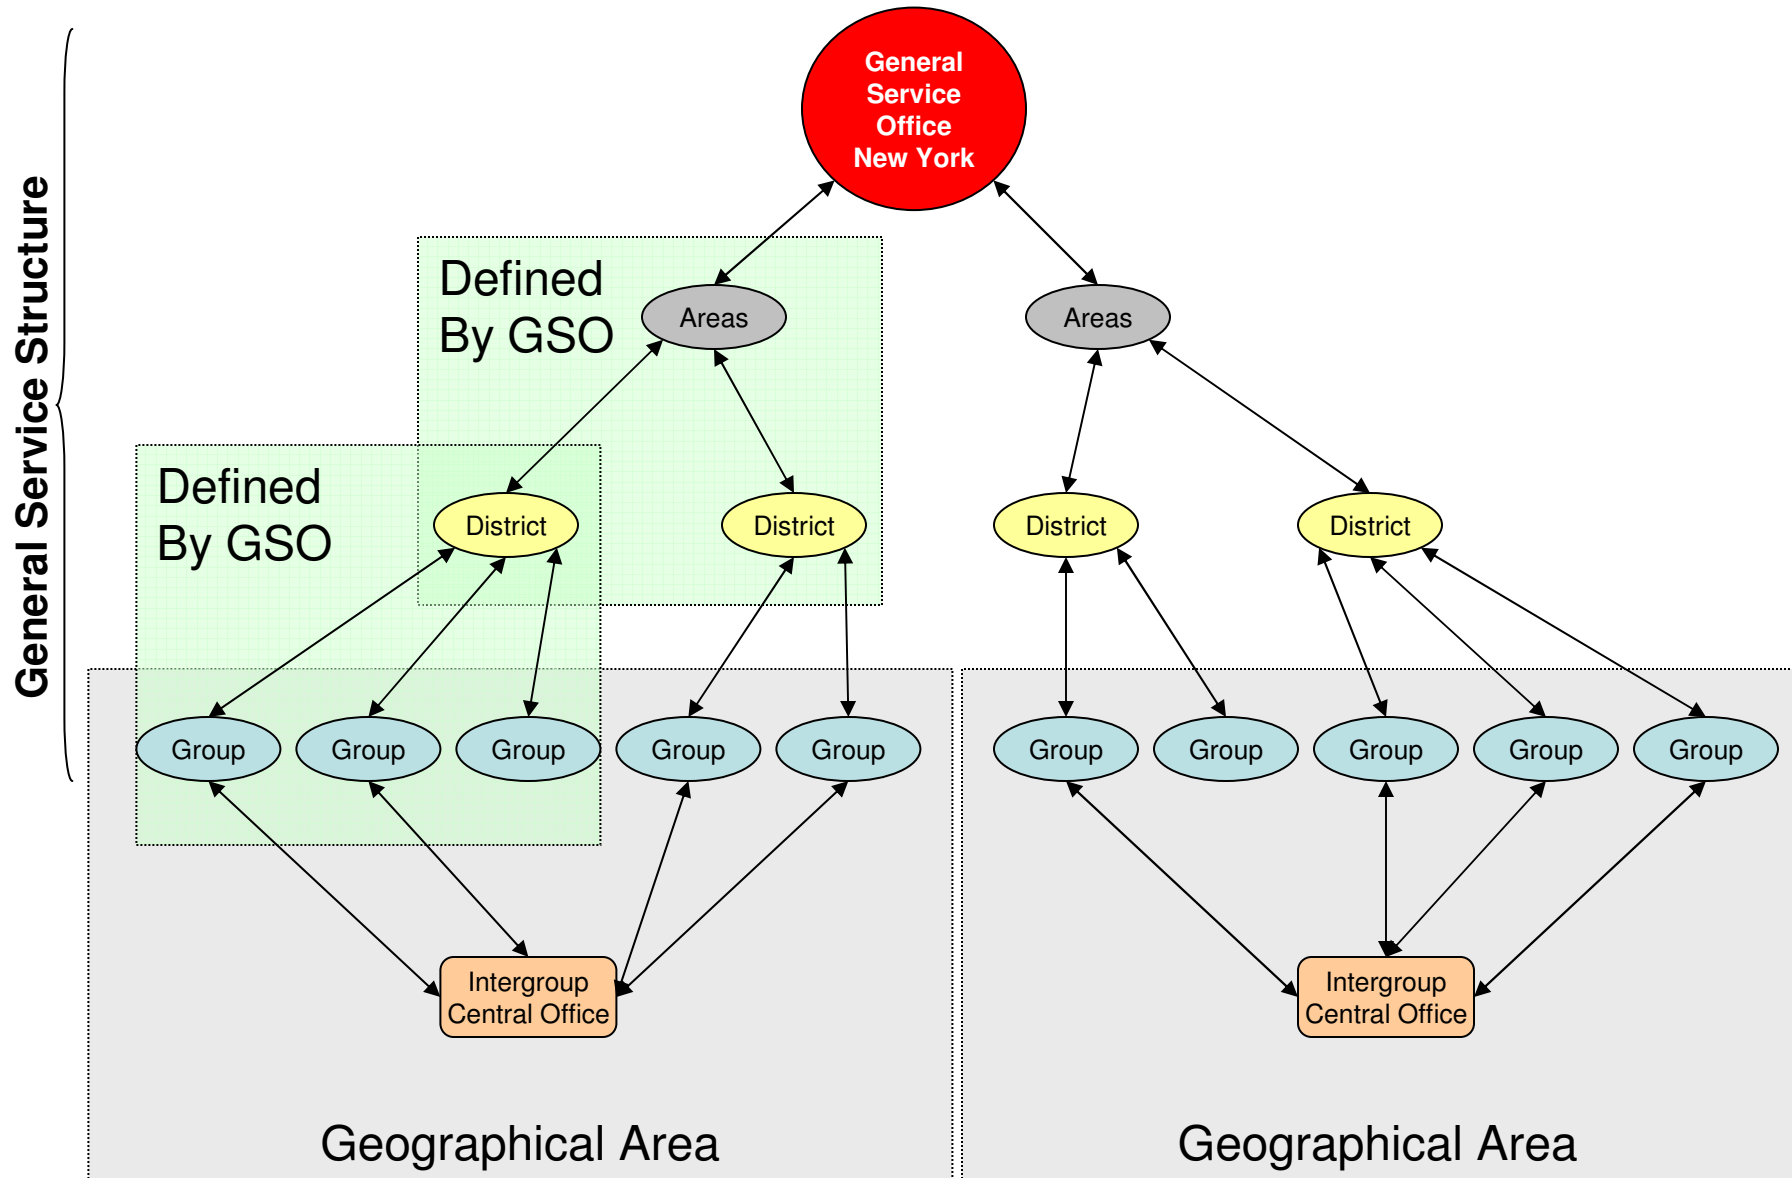 General Service Structure
General
Service
Office
New York
Defined
By GSO
Areas
Areas
Defined
By GSO
District
District
District
District
Group
Group
Group
Group
Group
Group
Group
Group
Group
Group
Intergroup
Central Office
Intergroup
Central Office
Geographical Area
Geographical Area